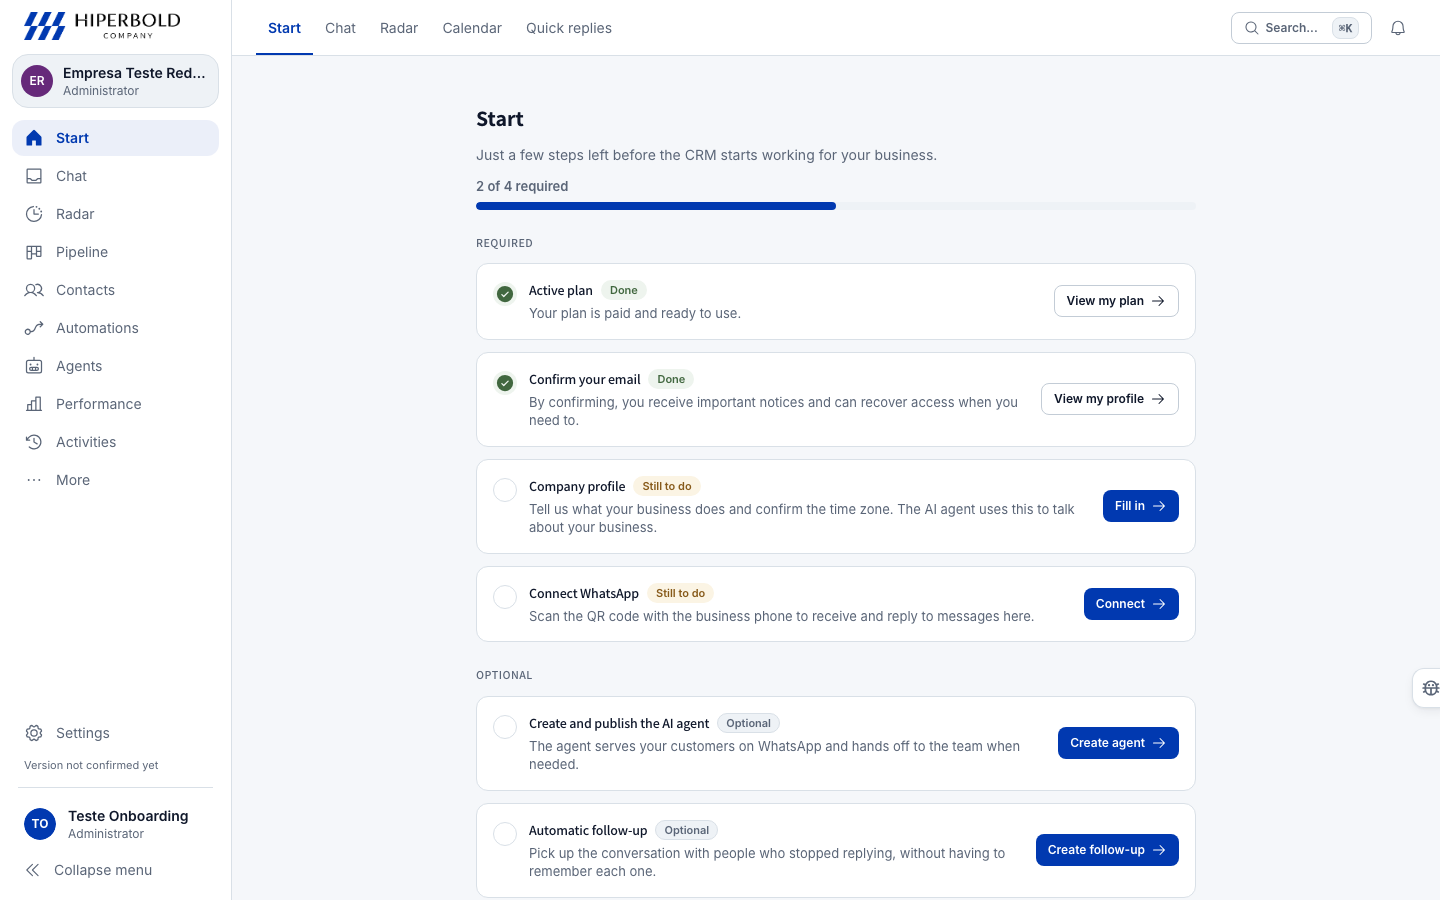 HIPERBOLD
COMPANY
ER
Empresa Teste Red...
Administrator
Start
Chat
Radar
Pipeline
Contacts
Automations
Agents
Performance
Activities
More
Settings
Version not confirmed yet
TO
Teste Onboarding
Administrator
Collapse menu
Start
Chat
Radar
Calendar
Quick replies
Search...
⌘K
Start
Just a few steps left before the CRM starts working for your business.
2 of 4 required
REQUIRED
Active plan
Done
Your plan is paid and ready to use.
View my plan
Confirm your email
Done
By confirming, you receive important notices and can recover access when you
need to.
View my profile
Company profile
Still to do
Tell us what your business does and confirm the time zone. The AI agent uses this to talk
about your business.
Fill in
Connect WhatsApp
Still to do
Scan the QR code with the business phone to receive and reply to messages here.
Connect
OPTIONAL
Create and publish the AI agent
Optional
The agent serves your customers on WhatsApp and hands off to the team when
needed.
Create agent
Automatic follow-up
Optional
Pick up the conversation with people who stopped replying, without having to
remember each one.
Create follow-up